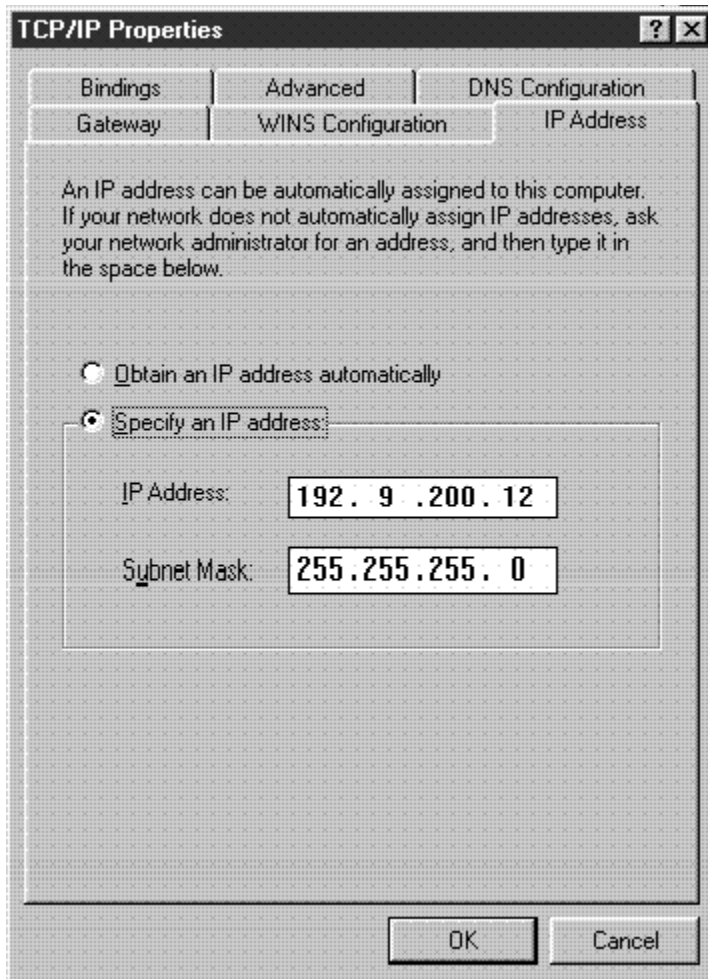 TCP/IP Properties
Bindings
Advanced
DNS Configuration
Gateway
WINS Configuration
IP Address
An IP address can be automatically assigned to this computer.
If your network does not automatically assign IP addresses, ask
your network administrator for an address, and then type it in
the space below.
Obtain an IP address automatically
Specify an IP address:
IP Address: 192. 9 .200.12
Subnet Mask: 255.255.255. 0
OK
Cancel